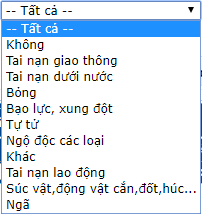 -- Tất cả --
-- Tất cả --
Không
Tai nạn giao thông
Tai nạn dưới nước
Bỏng
Bạo lực, xung đột
Tự tử
Ngộ độc các loại
Khác
Tai nạn lao động
Súc vật,động vật cắn,đốt,húc...
Ngã